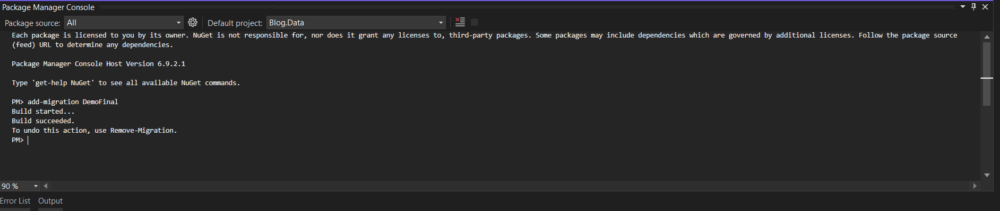 Package Manager Console
Package source: All
Default project: Blog.Data
Each package is licensed to you by its owner. NuGet is not responsible for, nor does it grant any licenses to, third-party packages. Some packages may include dependencies which are governed by additional licenses. Follow the package source
(feed) URL to determine any dependencies.
Package Manager Console Host Version 6.9.2.1
Type 'get-help NuGet' to see all available NuGet commands.
PM> add-migration DemoFinal
Build started...
Build succeeded.
To undo this action, use Remove-Migration.
PM>
90 %
Error List Output